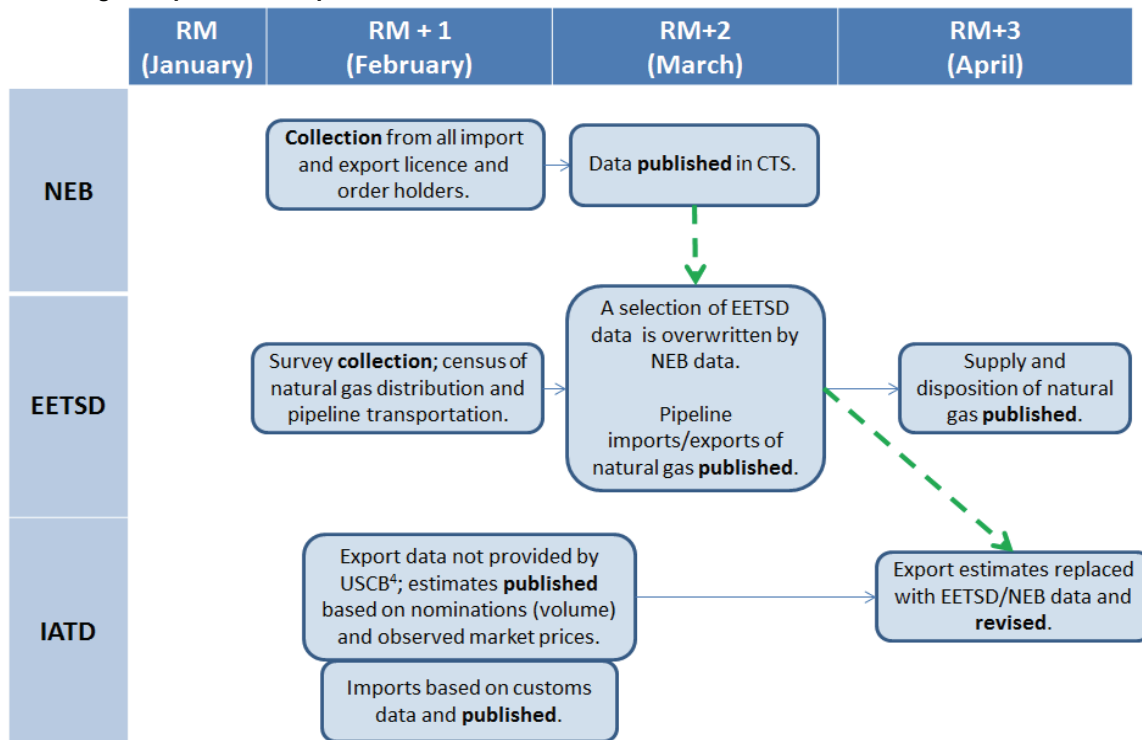 RM
(January)
RM + 1
(February)
RM+2
(March)
RM+3
(April)
NEB
Collection from all import
and export licence and
order holders.
Data published in CTS.
EETSD
Survey collection; census of
natural gas distribution and
pipeline transportation.
A selection of EETSD
data is overwritten by
NEB data.
Pipeline
imports/exports of
natural gas published.
Supply and
disposition of natural
gas published.
IATD
Export data not provided by
USCB⁴; estimates published
based on nominations (volume)
and observed market prices.
Imports based on customs
data and published.
Export estimates replaced
with EETSD/NEB data and
revised.